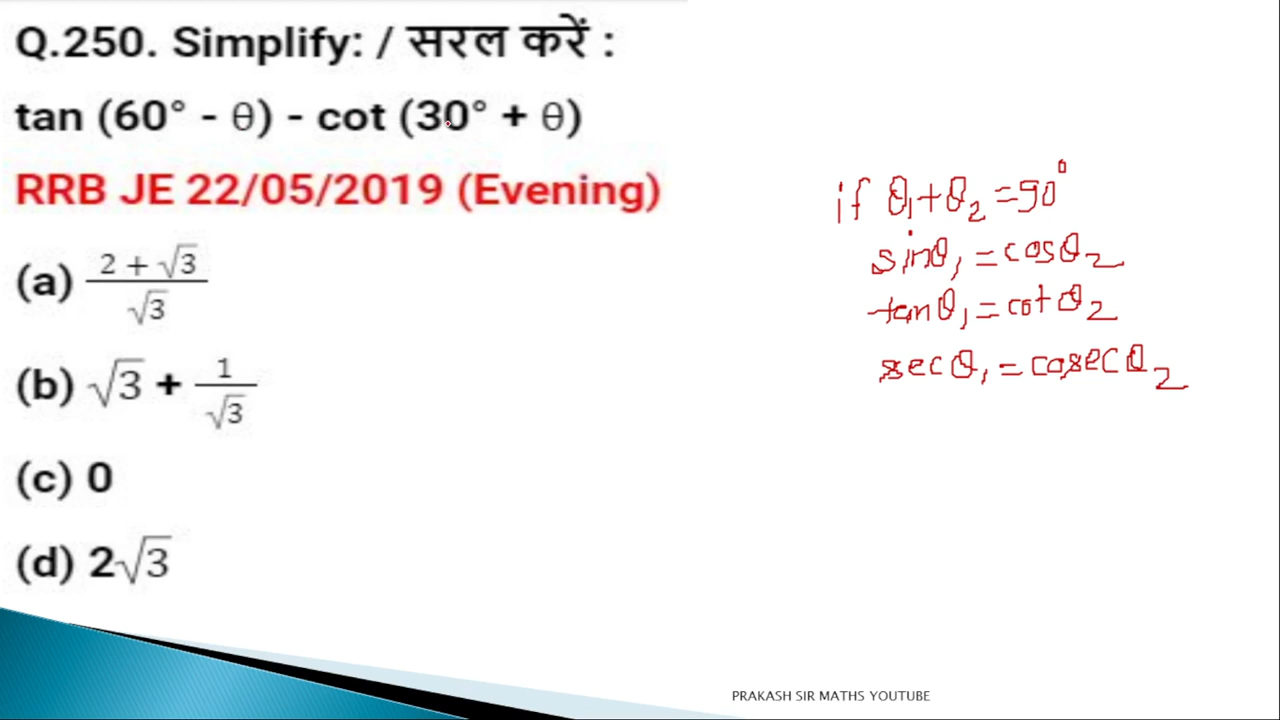 Q.250. Simplify: / सरल करें :
tan (60° - θ) - cot (30° + θ)
RRB JE 22/05/2019 (Evening)
(a) (2 + √3)/√3
(b) √3 + 1/√3
(c) 0
(d) 2√3
if θ₁+θ₂ =90°
sinθ₁ = cosθ₂
tanθ₁ = cotθ₂
secθ₁ = cosecθ₂
PRAKASH SIR MATHS YOUTUBE